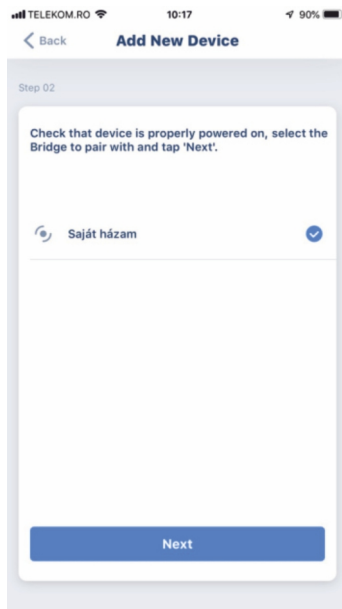 TELEKOM.RO 10:17 90%
Back Add New Device
Step 02
Check that device is properly powered on, select the
Bridge to pair with and tap 'Next'.
Saját házam
Next